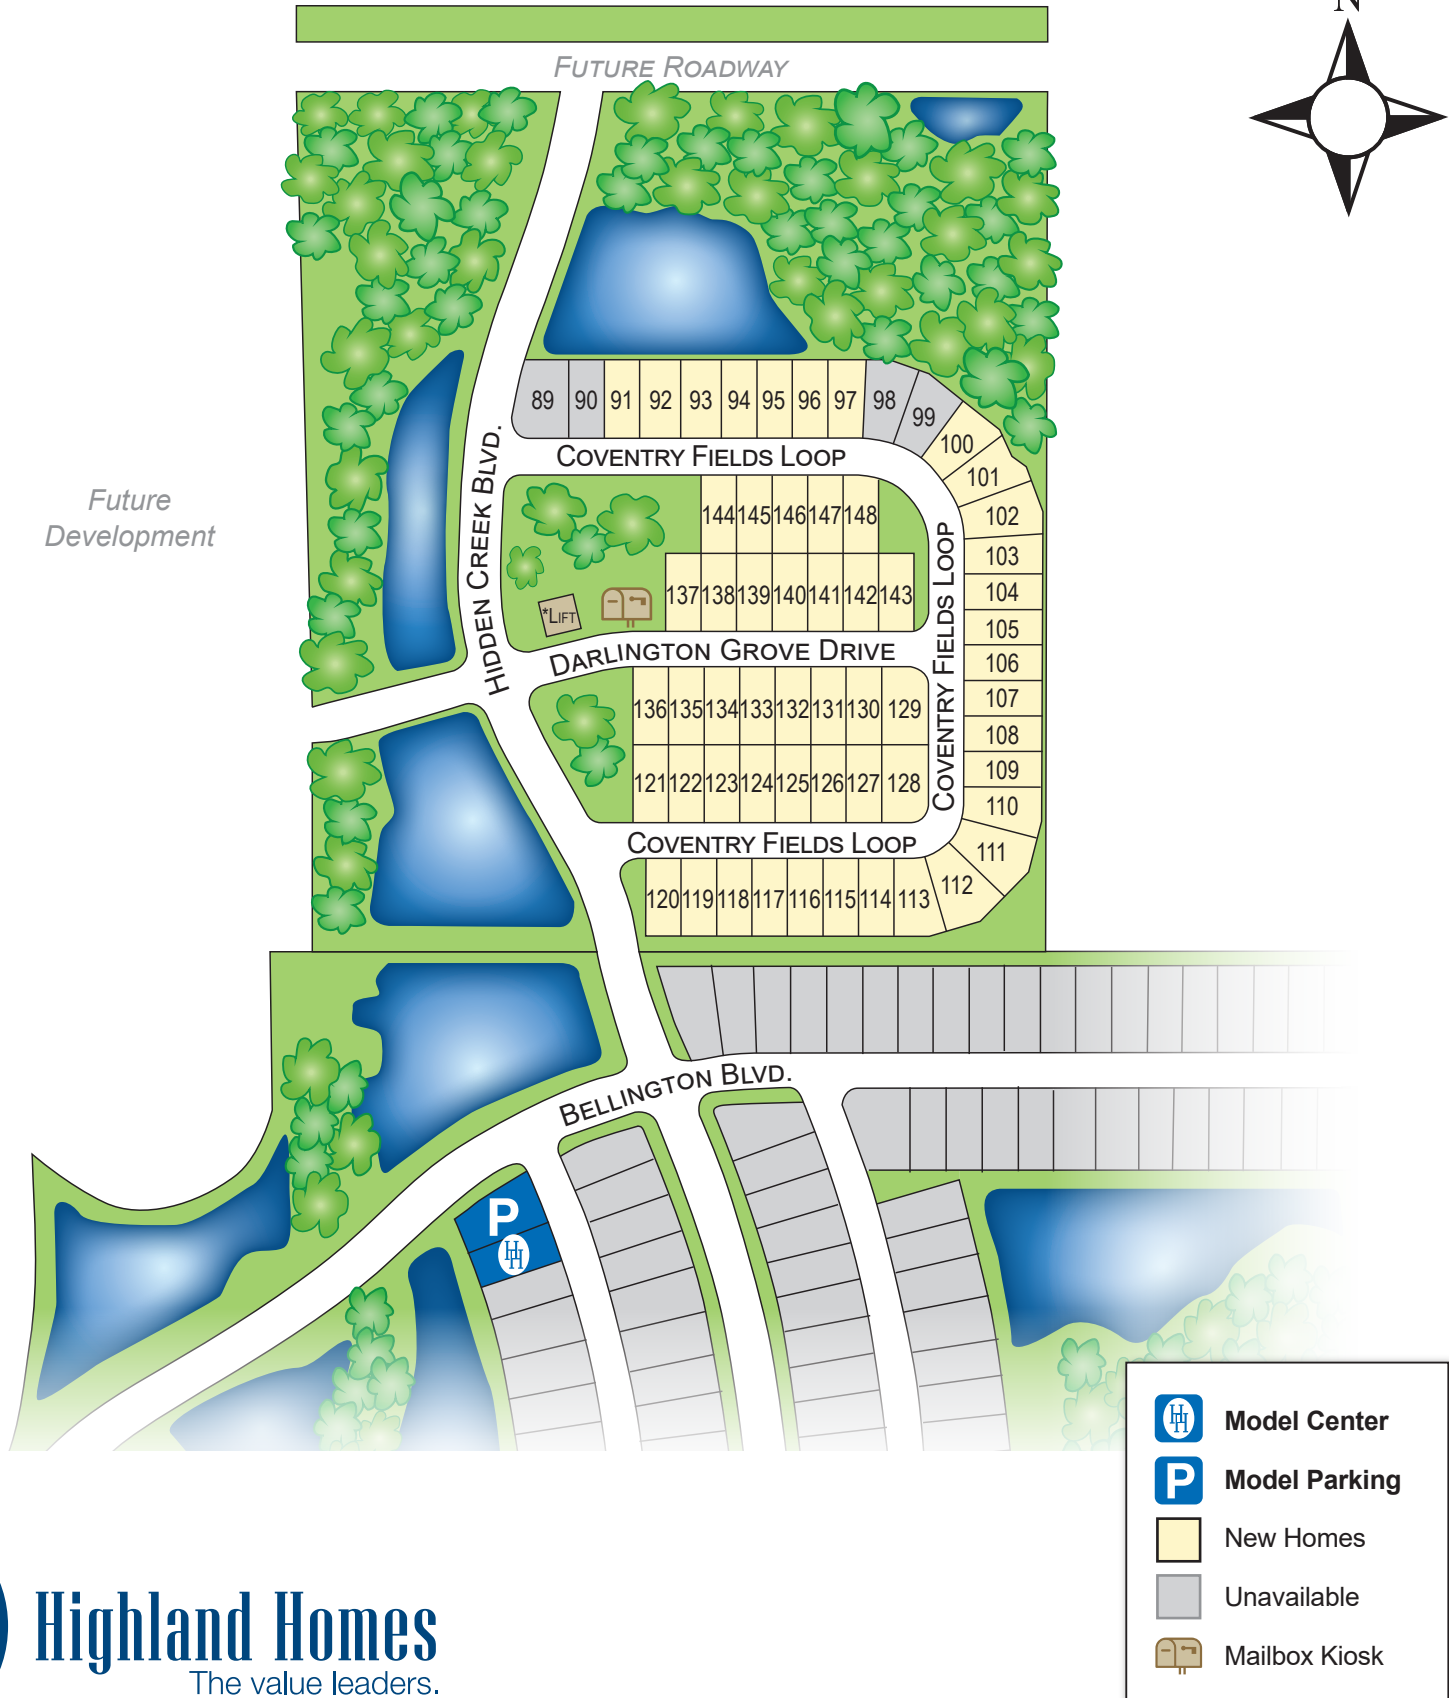 N
FUTURE ROADWAY
Future
Development
89 90 91 92 93 94 95 96 97 98 99 100 101 102 103 104 105 106 107 108 109 110 111 112
COVENTRY FIELDS LOOP
HIDDEN CREEK BLVD.
144 145 146 147 148
137 138 139 140 141 142 143
*LIFT
COVENTRY FIELDS LOOP
DARLINGTON GROVE DRIVE
136 135 134 133 132 131 130 129
121 122 123 124 125 126 127 128
COVENTRY FIELDS LOOP
120 119 118 117 116 115 114 113
BELLINGTON BLVD.
P
HH
HH Model Center
P Model Parking
New Homes
Unavailable
Mailbox Kiosk
Highland Homes
The value leaders.